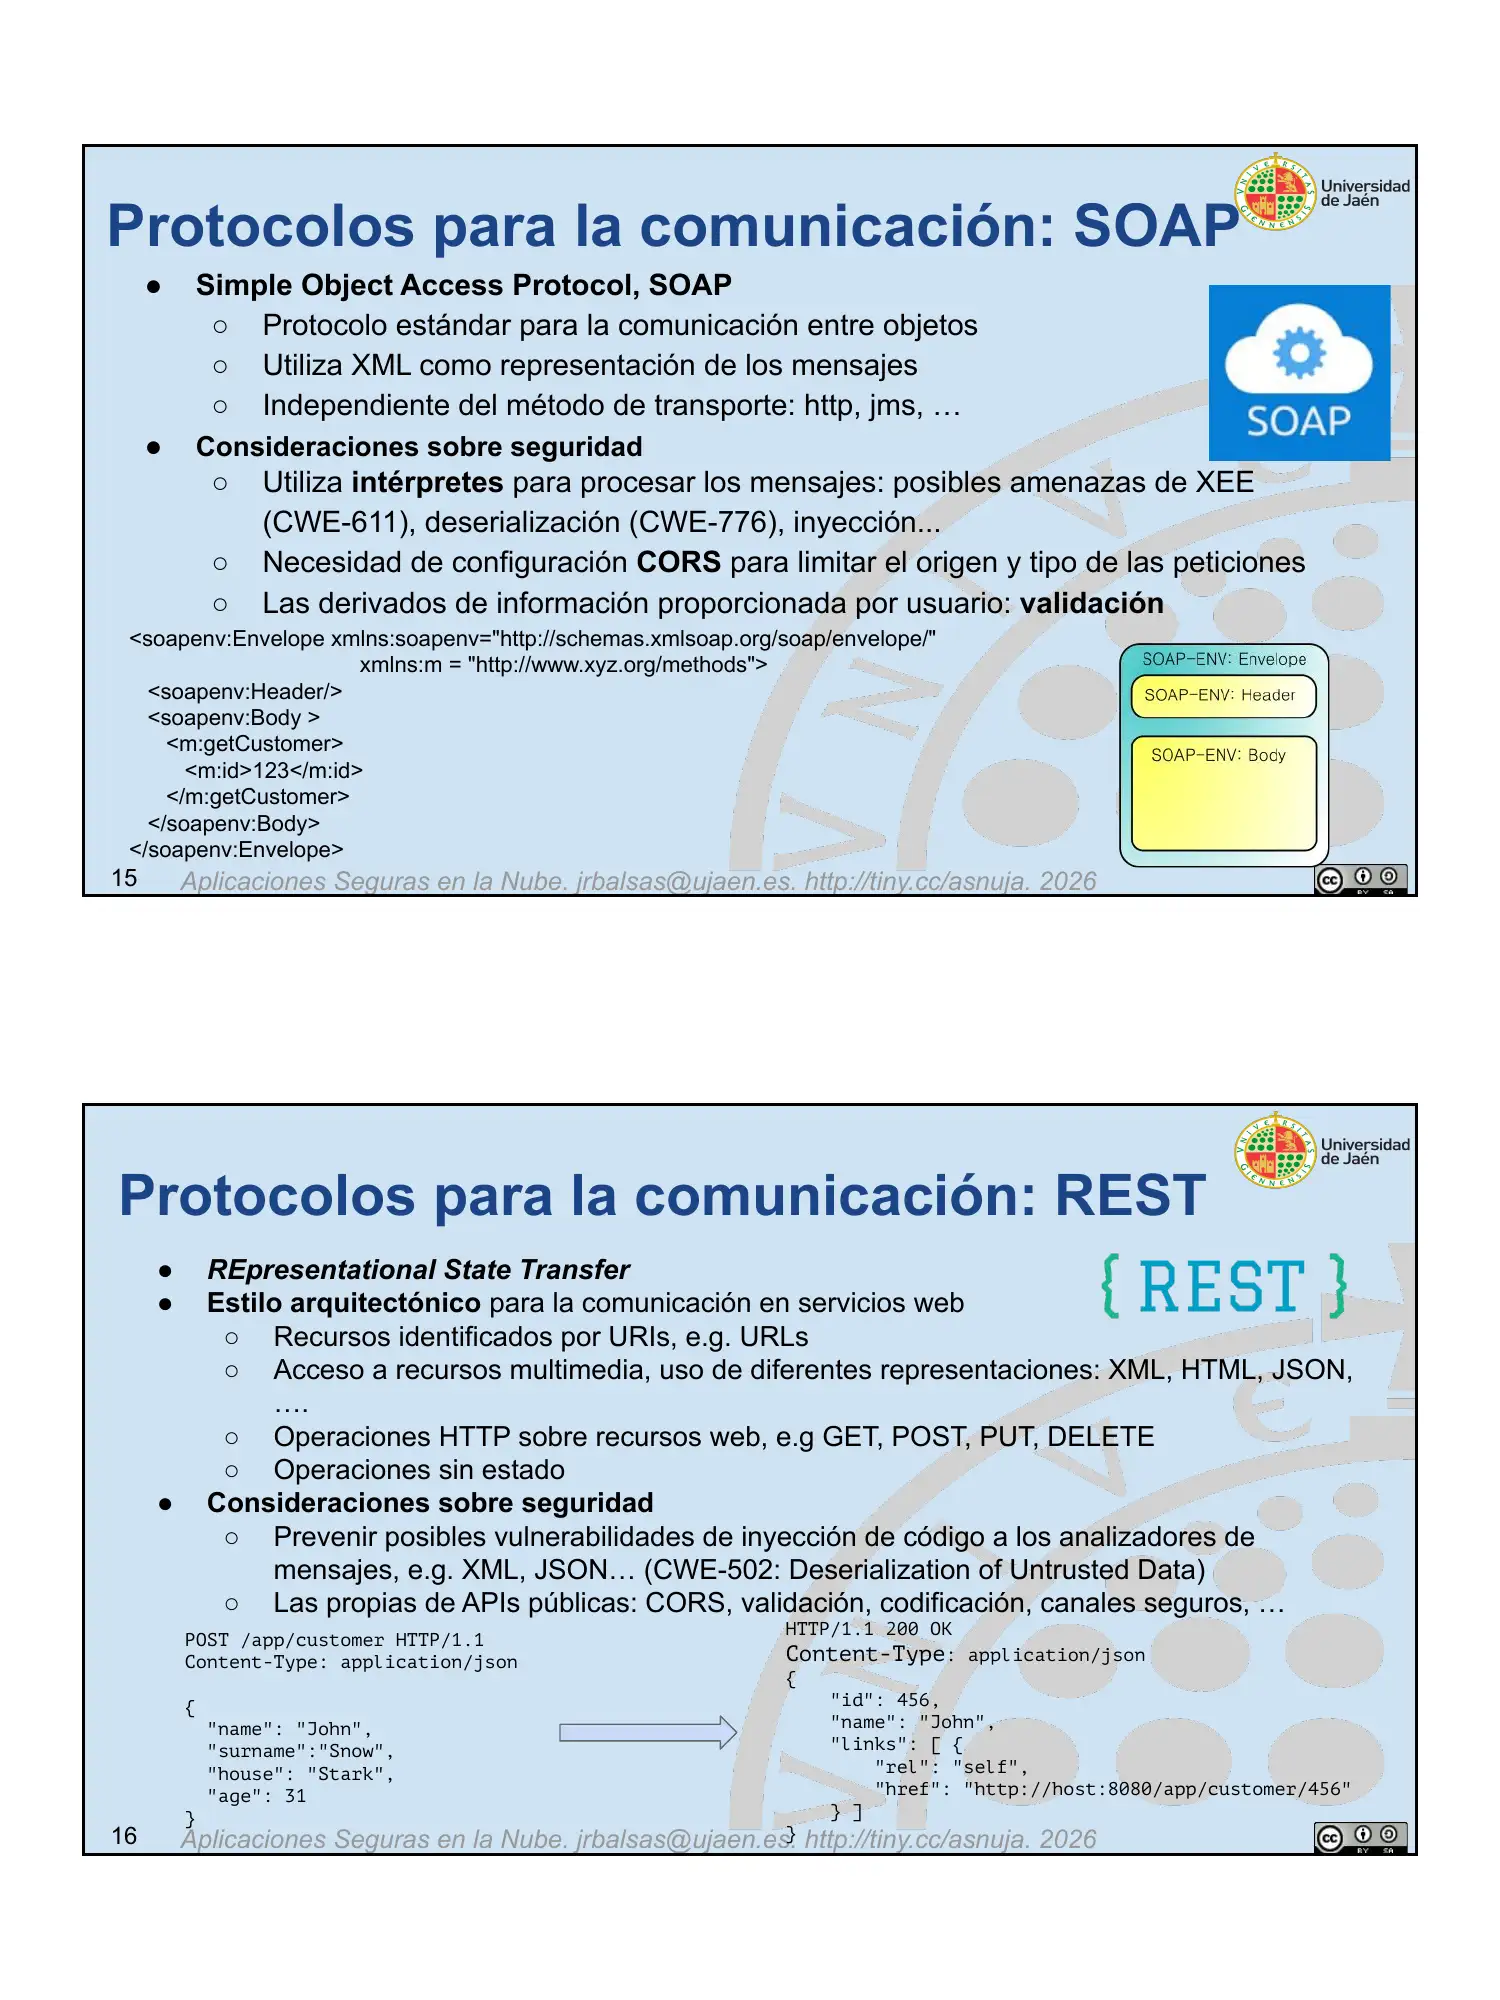 Universidad
de Jaén
Protocolos para la comunicación: SOAP
● Simple Object Access Protocol, SOAP
○ Protocolo estándar para la comunicación entre objetos
○ Utiliza XML como representación de los mensajes
○ Independiente del método de transporte: http, jms, …
SOAP
● Consideraciones sobre seguridad
○ Utiliza intérpretes para procesar los mensajes: posibles amenazas de XEE
(CWE-611), deserialización (CWE-776), inyección...
○ Necesidad de configuración CORS para limitar el origen y tipo de las peticiones
○ Las derivados de información proporcionada por usuario: validación
<soapenv:Envelope xmlns:soapenv="http://schemas.xmlsoap.org/soap/envelope/"
xmlns:m = "http://www.xyz.org/methods">
<soapenv:Header/>
<soapenv:Body >
<m:getCustomer>
<m:id>123</m:id>
</m:getCustomer>
</soapenv:Body>
</soapenv:Envelope>
SOAP-ENV: Envelope
SOAP-ENV: Header
SOAP-ENV: Body
15 Aplicaciones Seguras en la Nube. jrbalsas@ujaen.es. http://tiny.cc/asnuja. 2026
cc BY SA
Universidad
de Jaén
Protocolos para la comunicación: REST
{ REST }
● REpresentational State Transfer
● Estilo arquitectónico para la comunicación en servicios web
○ Recursos identificados por URIs, e.g. URLs
○ Acceso a recursos multimedia, uso de diferentes representaciones: XML, HTML, JSON,
….
○ Operaciones HTTP sobre recursos web, e.g GET, POST, PUT, DELETE
○ Operaciones sin estado
● Consideraciones sobre seguridad
○ Prevenir posibles vulnerabilidades de inyección de código a los analizadores de
mensajes, e.g. XML, JSON… (CWE-502: Deserialization of Untrusted Data)
○ Las propias de APIs públicas: CORS, validación, codificación, canales seguros, …
POST /app/customer HTTP/1.1
Content-Type: application/json
{
"name": "John",
"surname":"Snow",
"house": "Stark",
"age": 31
}
HTTP/1.1 200 OK
Content-Type: application/json
{
"id": 456,
"name": "John",
"links": [ {
"rel": "self",
"href": "http://host:8080/app/customer/456"
} ]
}
16 Aplicaciones Seguras en la Nube. jrbalsas@ujaen.es. http://tiny.cc/asnuja. 2026
cc BY SA